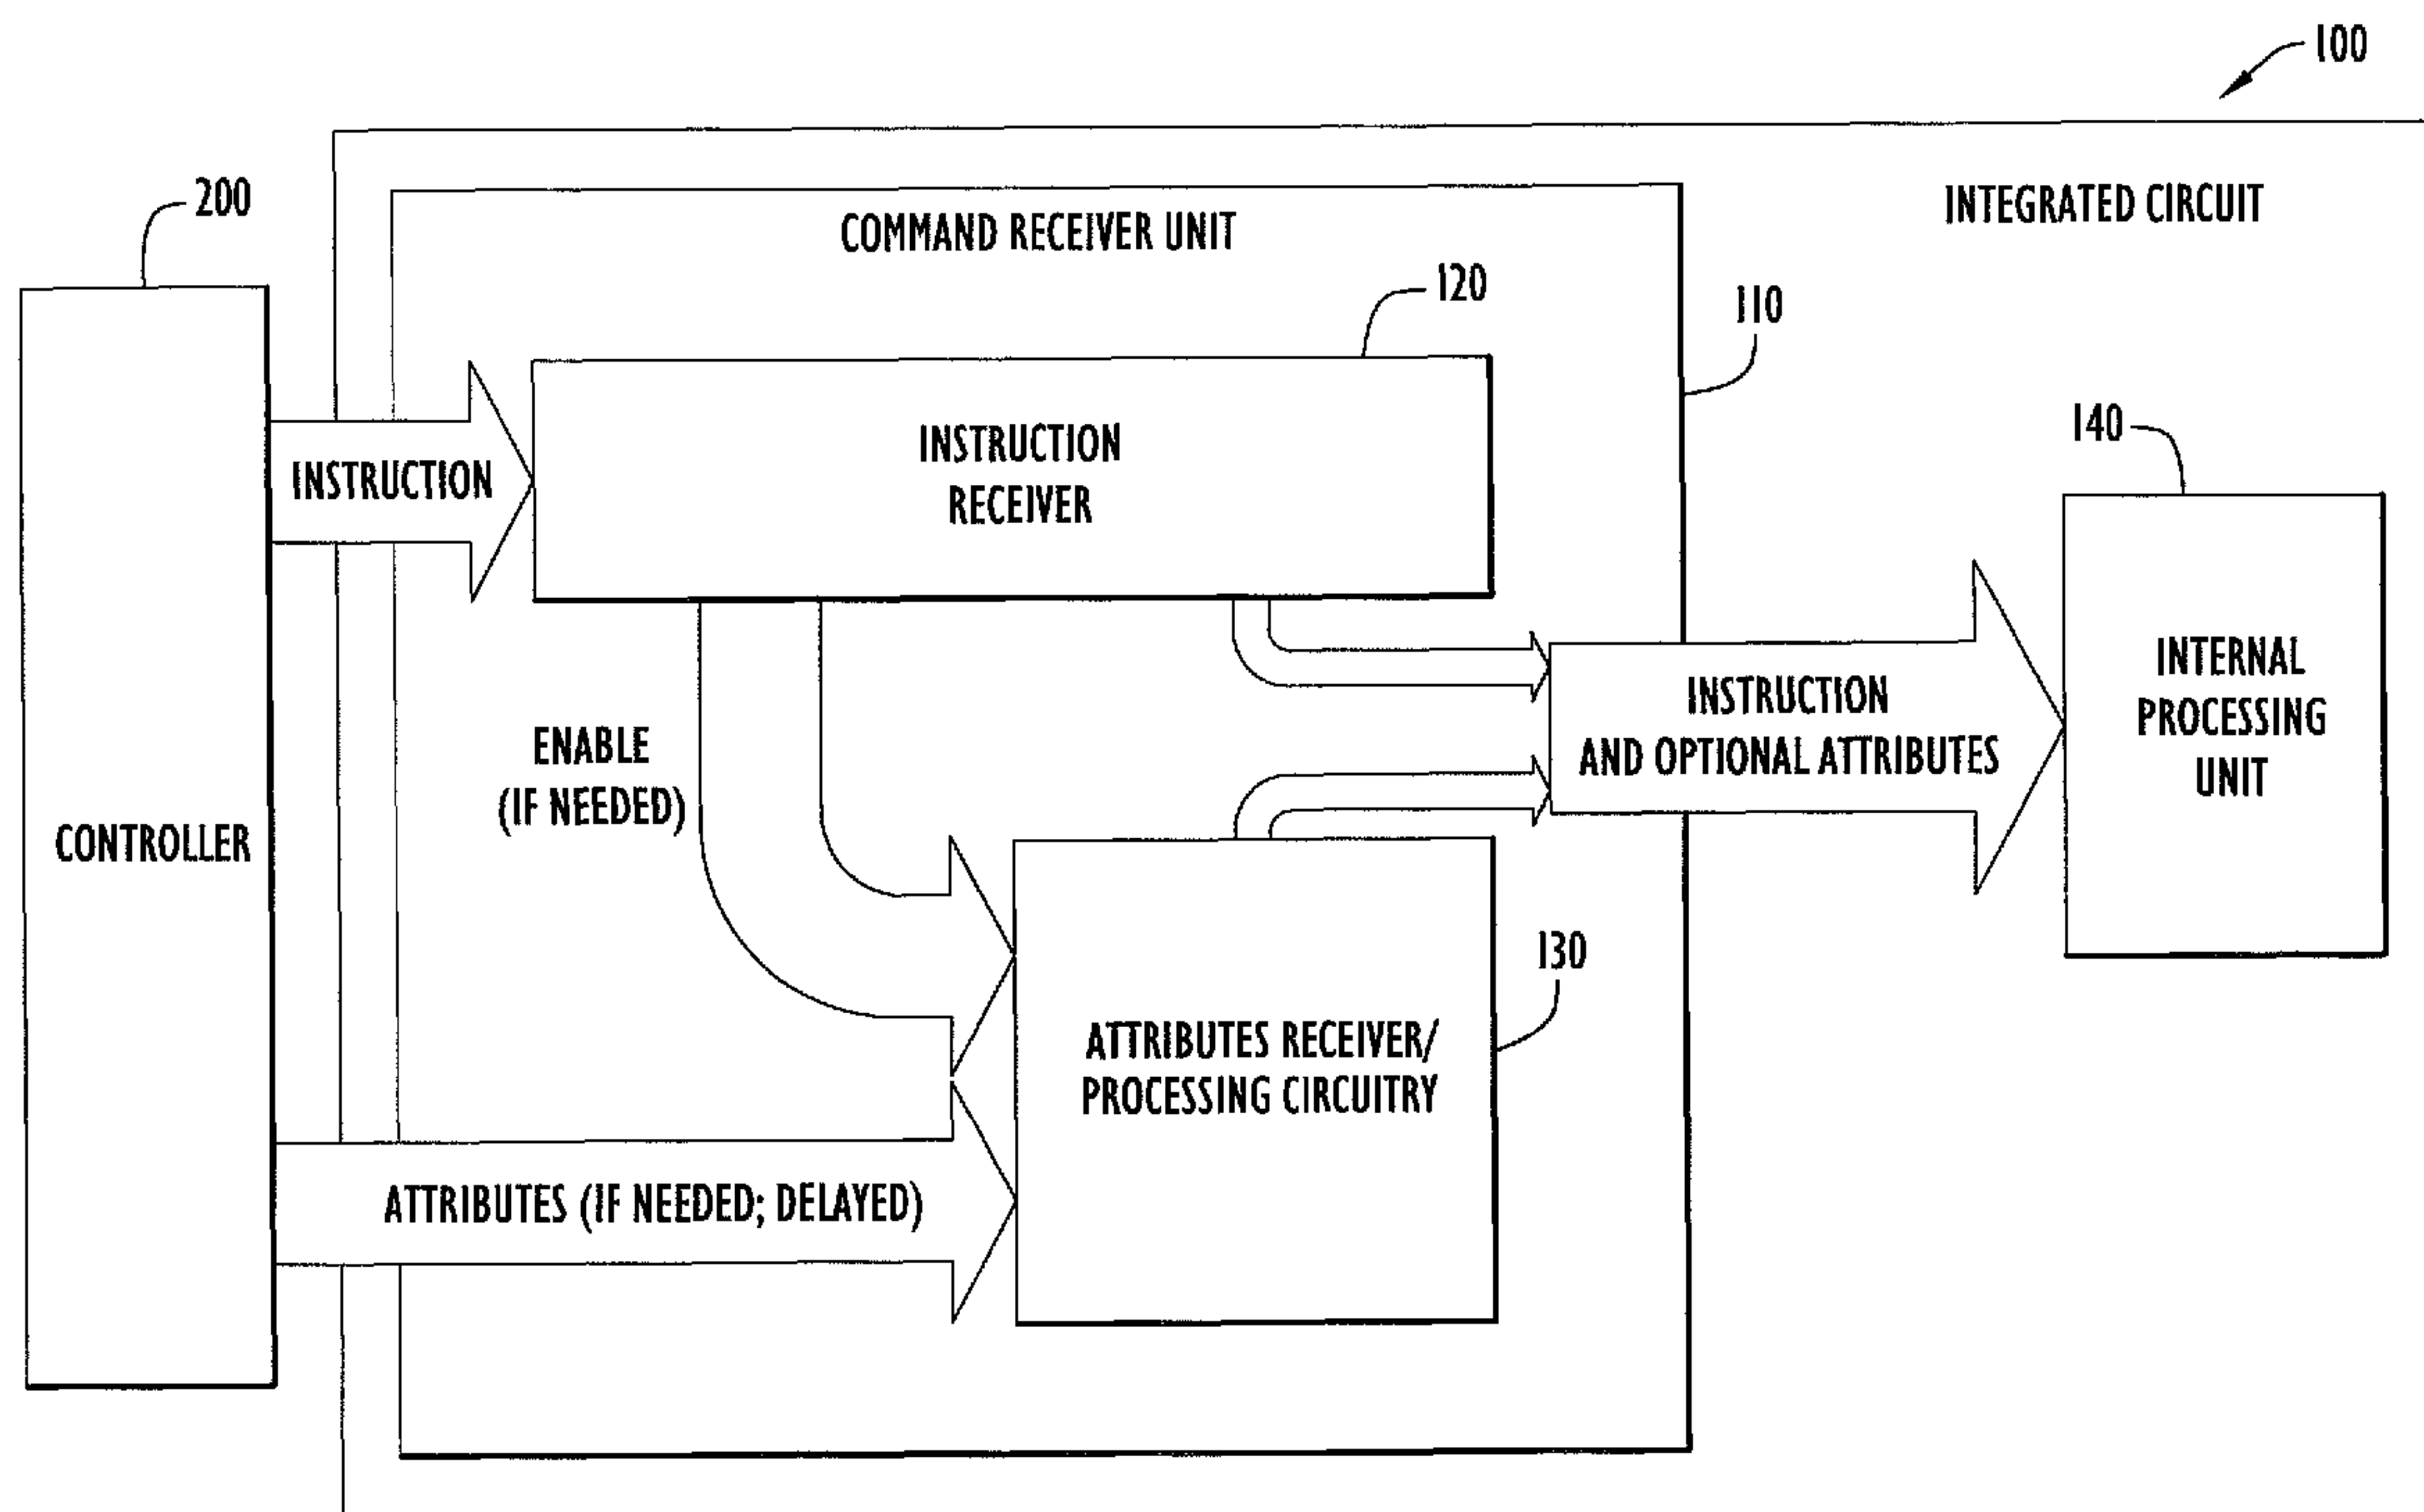 100
200
INTEGRATED CIRCUIT
COMMAND RECEIVER UNIT
120
110
140
INSTRUCTION
INSTRUCTION
RECEIVER
INTERNAL
PROCESSING
UNIT
INSTRUCTION
AND OPTIONAL ATTRIBUTES
ENABLE
(IF NEEDED)
CONTROLLER
130
ATTRIBUTES RECEIVER/
PROCESSING CIRCUITRY
ATTRIBUTES (IF NEEDED; DELAYED)